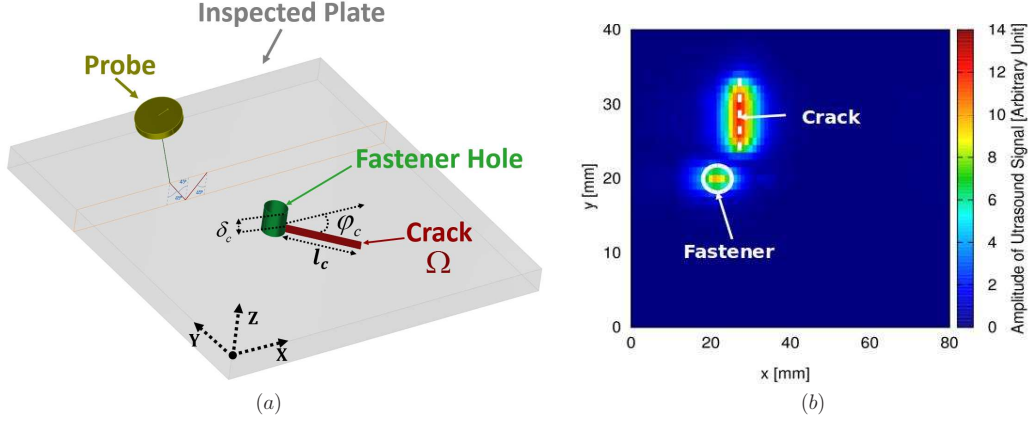 Inspected Plate
Probe
Fastener Hole
δc
φc
Crack
lc
Ω
Z
Y
X
(a)
40
30
20
10
0
y [mm]
0
20
40
60
80
x [mm]
Crack
Fastener
14
12
10
8
6
4
2
0
Amplitude of Ultrasound Signal [Arbitrary Unit]
(b)